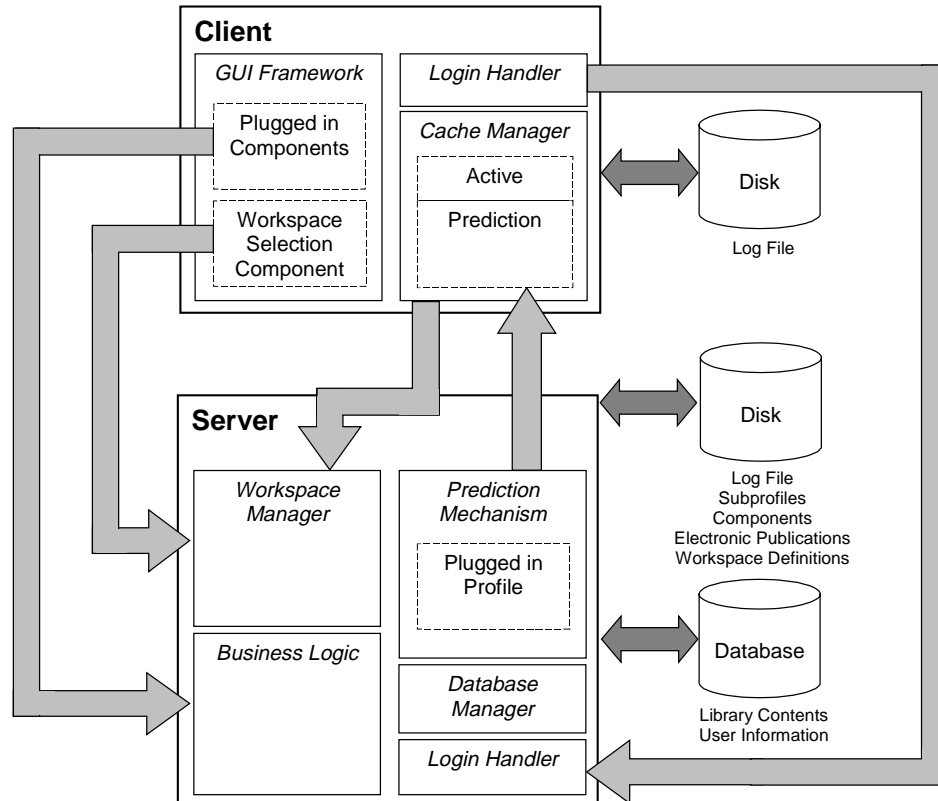 Client
GUI Framework
Plugged in
Components
Workspace
Selection
Component
Login Handler
Cache Manager
Active
Prediction
Disk
Log File
Server
Workspace
Manager
Business Logic
Prediction
Mechanism
Plugged in
Profile
Database
Manager
Login Handler
Disk
Log File
Subprofiles
Components
Electronic Publications
Workspace Definitions
Database
Library Contents
User Information